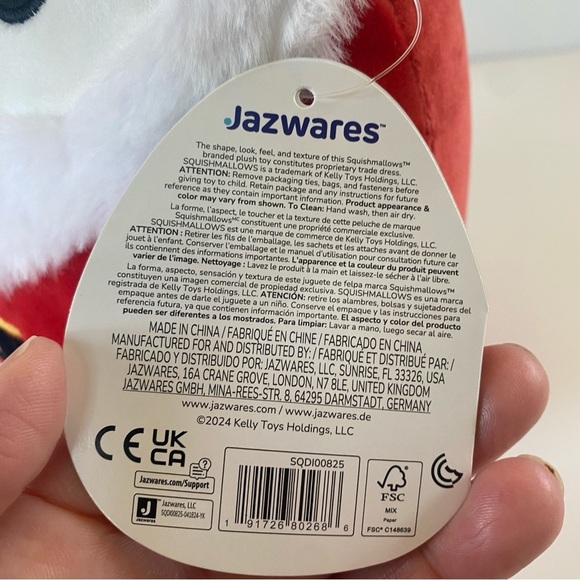 Jazwares™
The shape, look, feel, and texture of this Squishmallows™
branded plush toy constitutes proprietary trade dress.
SQUISHMALLOWS is a trademark of Kelly Toys Holdings, LLC.
ATTENTION: Remove packaging ties, bags, and fasteners before
giving toy to child. Retain package and any instructions for future
reference as they contain important information. Product appearance &
color may vary from shown. To Clean: Hand wash, then air dry.
La forme, l'aspect, le toucher et la texture de cette peluche de marque
Squishmallows^MC constituent une propriété commerciale exclusive.
SQUISHMALLOWS est une marque de commerce de Kelly Toys Holdings, LLC.
ATTENTION : Retirer les fils de l'emballage, les sachets et les attaches avant de donner le
jouet à l'enfant. Conserver l'emballage et le manuel d'utilisation pour consultation future car
ils contiennent des informations importantes. L'apparence et la couleur du produit peuvent
varier de l'image. Nettoyage : Lavez le produit à la main et laissez-le sécher à l'air libre.
La forma, aspecto, sensación y textura de este juguete de felpa marca Squishmallows™
constituyen una imagen comercial de propiedad exclusiva. SQUISHMALLOWS es una marca
registrada de Kelly Toys Holdings, LLC. ATENCIÓN: retire los alambres, bolsas y sujetadores del
empaque antes de darle el juguete a un niño. Conserve el empaque y las instrucciones para
referencia futura, ya que contienen información importante. El aspecto y color del producto
pueden ser diferentes a los mostrados. Para limpiar: Lavar a mano, luego secar al aire.
MADE IN CHINA / FABRIQUÉ EN CHINE / FABRICADO EN CHINA,
MANUFACTURED FOR AND DISTRIBUTED BY: / FABRIQUÉ ET DISTRIBUÉ PAR: /
FABRICADO Y DISTRIBUIDO POR: JAZWARES, LLC, SUNRISE, FL 33326, USA
JAZWARES, 16A CRANE GROVE, LONDON, N7 8LE, UNITED KINGDOM
JAZWARES GMBH, MINA-REES-STR. 8, 64295 DARMSTADT, GERMANY
www.jazwares.com / www.jazwares.de
©2024 Kelly Toys Holdings, LLC
CE UK
CA
Jazwares.com/Support
Jazwares, LLC
SQDI00825-041824-YK
Jazwares
SQDI00825
1 91726 80268 6
FSC
MIX
Paper
FSC® C148639